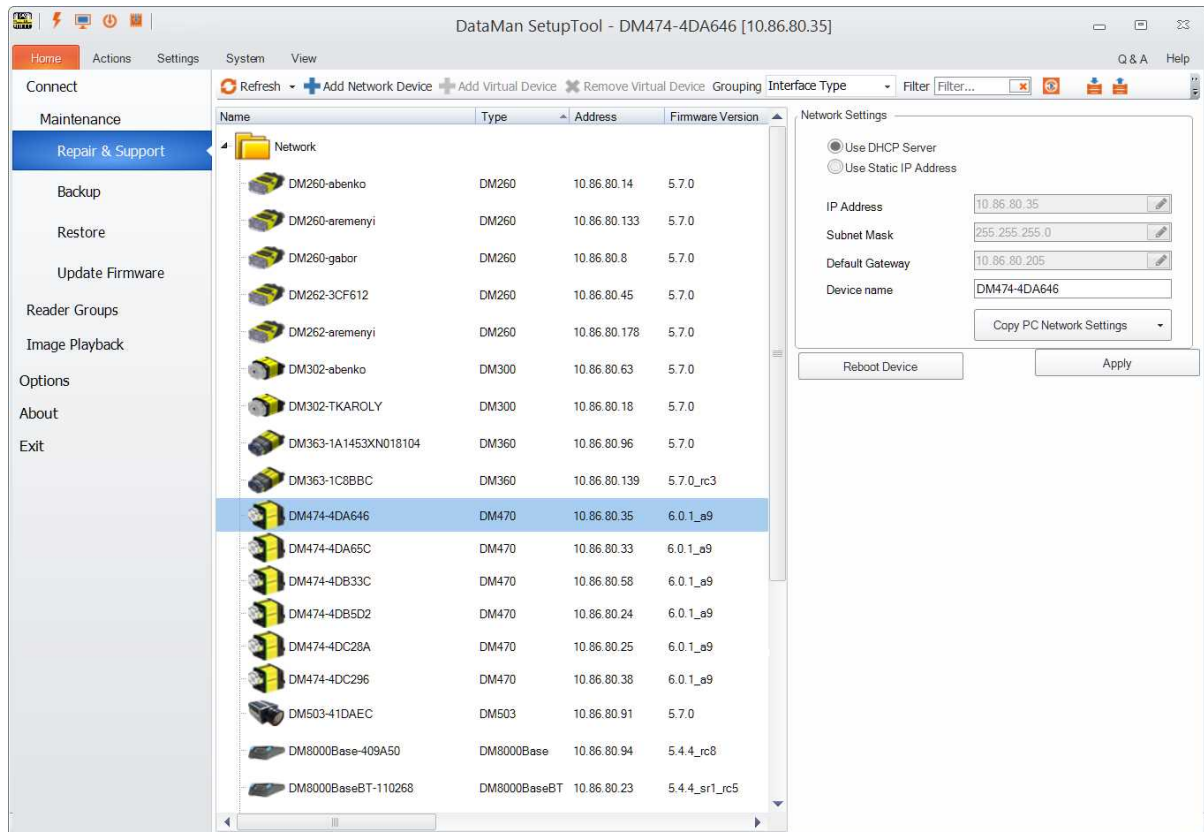 DataMan SetupTool - DM474-4DA646 [10.86.80.35]
Home Actions Settings System View Q & A Help
Connect
Maintenance
Repair & Support
Backup
Restore
Update Firmware
Reader Groups
Image Playback
Options
About
Exit
Refresh Add Network Device Add Virtual Device Remove Virtual Device Grouping Interface Type Filter Filter...
Name Type Address Firmware Version
Network
DM260-abenko DM260 10.86.80.14 5.7.0
DM260-aremenyi DM260 10.86.80.133 5.7.0
DM260-gabor DM260 10.86.80.8 5.7.0
DM262-3CF612 DM260 10.86.80.45 5.7.0
DM262-aremenyi DM260 10.86.80.178 5.7.0
DM302-abenko DM300 10.86.80.63 5.7.0
DM302-TKAROLY DM300 10.86.80.18 5.7.0
DM363-1A1453XN018104 DM360 10.86.80.96 5.7.0
DM363-1C8BBC DM360 10.86.80.139 5.7.0_rc3
DM474-4DA646 DM470 10.86.80.35 6.0.1_a9
DM474-4DA65C DM470 10.86.80.33 6.0.1_a9
DM474-4DB33C DM470 10.86.80.58 6.0.1_a9
DM474-4DB5D2 DM470 10.86.80.24 6.0.1_a9
DM474-4DC28A DM470 10.86.80.25 6.0.1_a9
DM474-4DC296 DM470 10.86.80.38 6.0.1_a9
DM503-41DAEC DM503 10.86.80.91 5.7.0
DM8000Base-409A50 DM8000Base 10.86.80.94 5.4.4_rc8
DM8000BaseBT-110268 DM8000BaseBT 10.86.80.23 5.4.4_sr1_rc5
Network Settings
Use DHCP Server
Use Static IP Address
IP Address 10.86.80.35
Subnet Mask 255.255.255.0
Default Gateway 10.86.80.205
Device name DM474-4DA646
Copy PC Network Settings
Reboot Device Apply